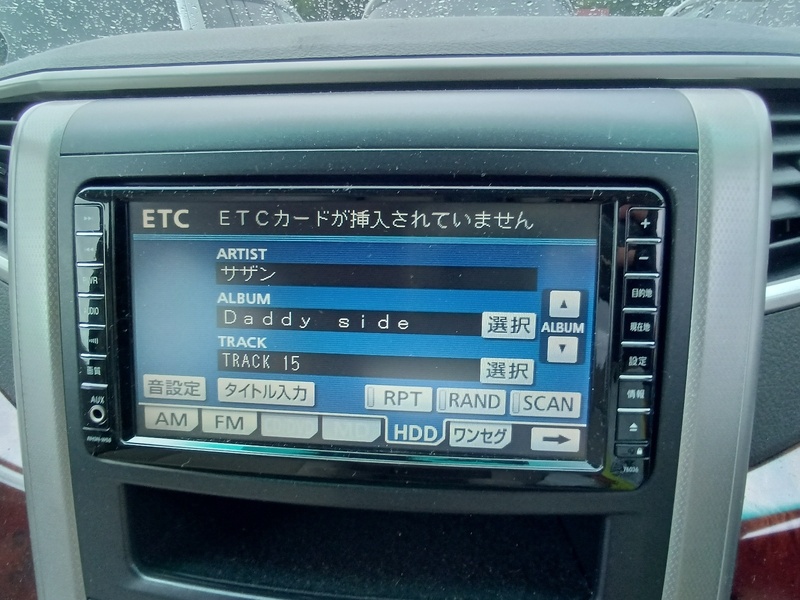 ETC ETCカードが挿入されていません
ARTIST
サザン
ALBUM
Daddy side 選択
ALBUM
TRACK
TRACK 15 選択
音設定 タイトル入力 RPT RAND SCAN
AM FM HDD ワンセグ
画質
AUX
+
-
目的地
現在地
設定
情報